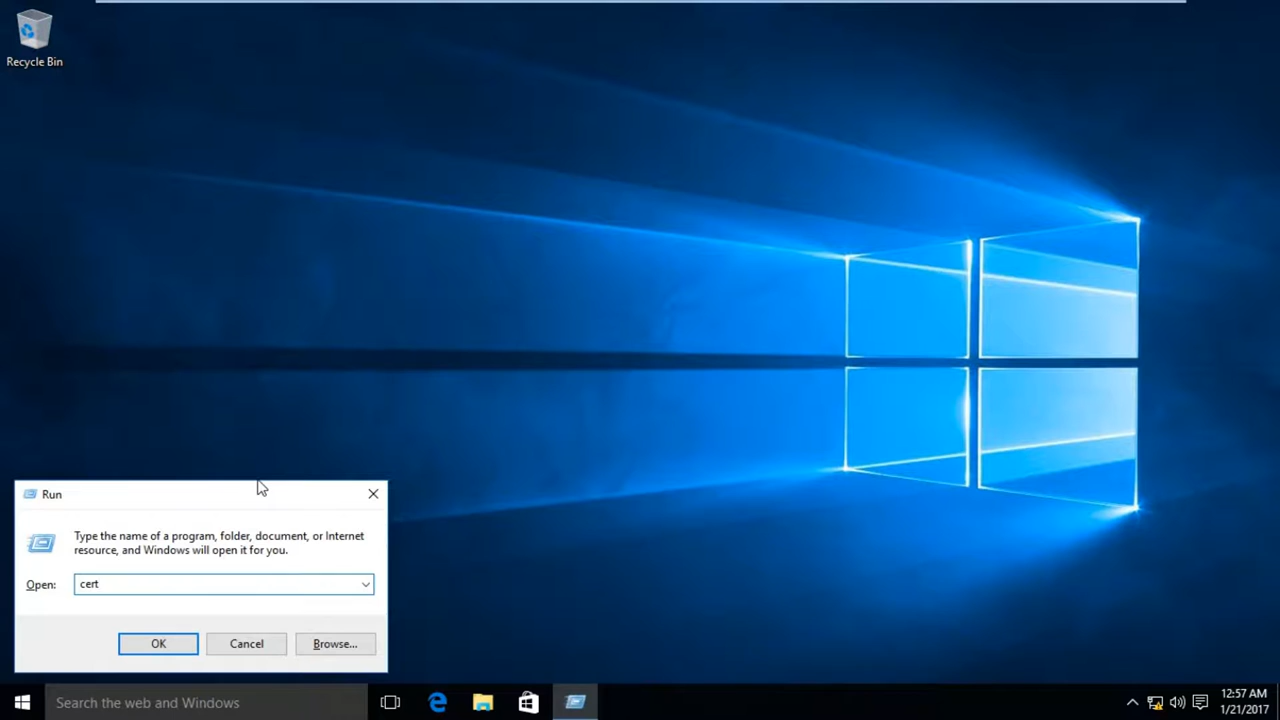 Recycle Bin
Run
Type the name of a program, folder, document, or Internet
resource, and Windows will open it for you.
Open: cert
OK Cancel Browse...
Search the web and Windows
12:57 AM
1/21/2017